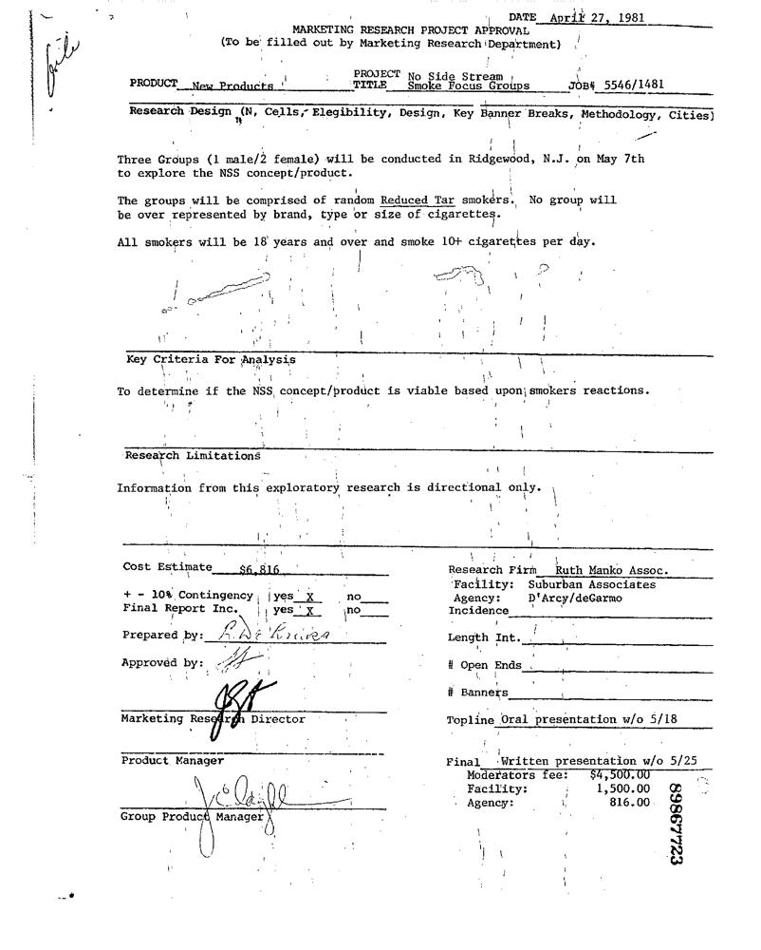 DATE April 27, 1981
MARKETING RESEARCH PROJECT APPROVAL
(To be filled out by Marketing Research Department)
file
PRODUCT New Products PROJECT TITLE No Side Stream Smoke Focus Groups JOB# 5546/1481
Research Design (N, Cells, Elegibility, Design, Key Banner Breaks, Methodology, Cities)
Three Groups (1 male/2 female) will be conducted in Ridgewood, N.J. on May 7th
to explore the NSS concept/product.
The groups will be comprised of random Reduced Tar smokers. No group will
be over represented by brand, type or size of cigarettes.
All smokers will be 18 years and over and smoke 10+ cigarettes per day.
Key Criteria For Analysis
To determine if the NSS concept/product is viable based upon smokers reactions.
Research Limitations
Information from this exploratory research is directional only.
Cost Estimate $6,816
+ - 10% Contingency yes X no
Final Report Inc. yes X no
Prepared by:
Approved by:
Marketing Research Director
Product Manager
Group Product Manager
Research Firm Ruth Manko Assoc.
Facility: Suburban Associates
Agency: D'Arcy/deGarmo
Incidence
Length Int.
# Open Ends
# Banners
Topline Oral presentation w/o 5/18
Final Written presentation w/o 5/25
Moderators fee: $4,500.00
Facility: 1,500.00
Agency: 816.00
89867723